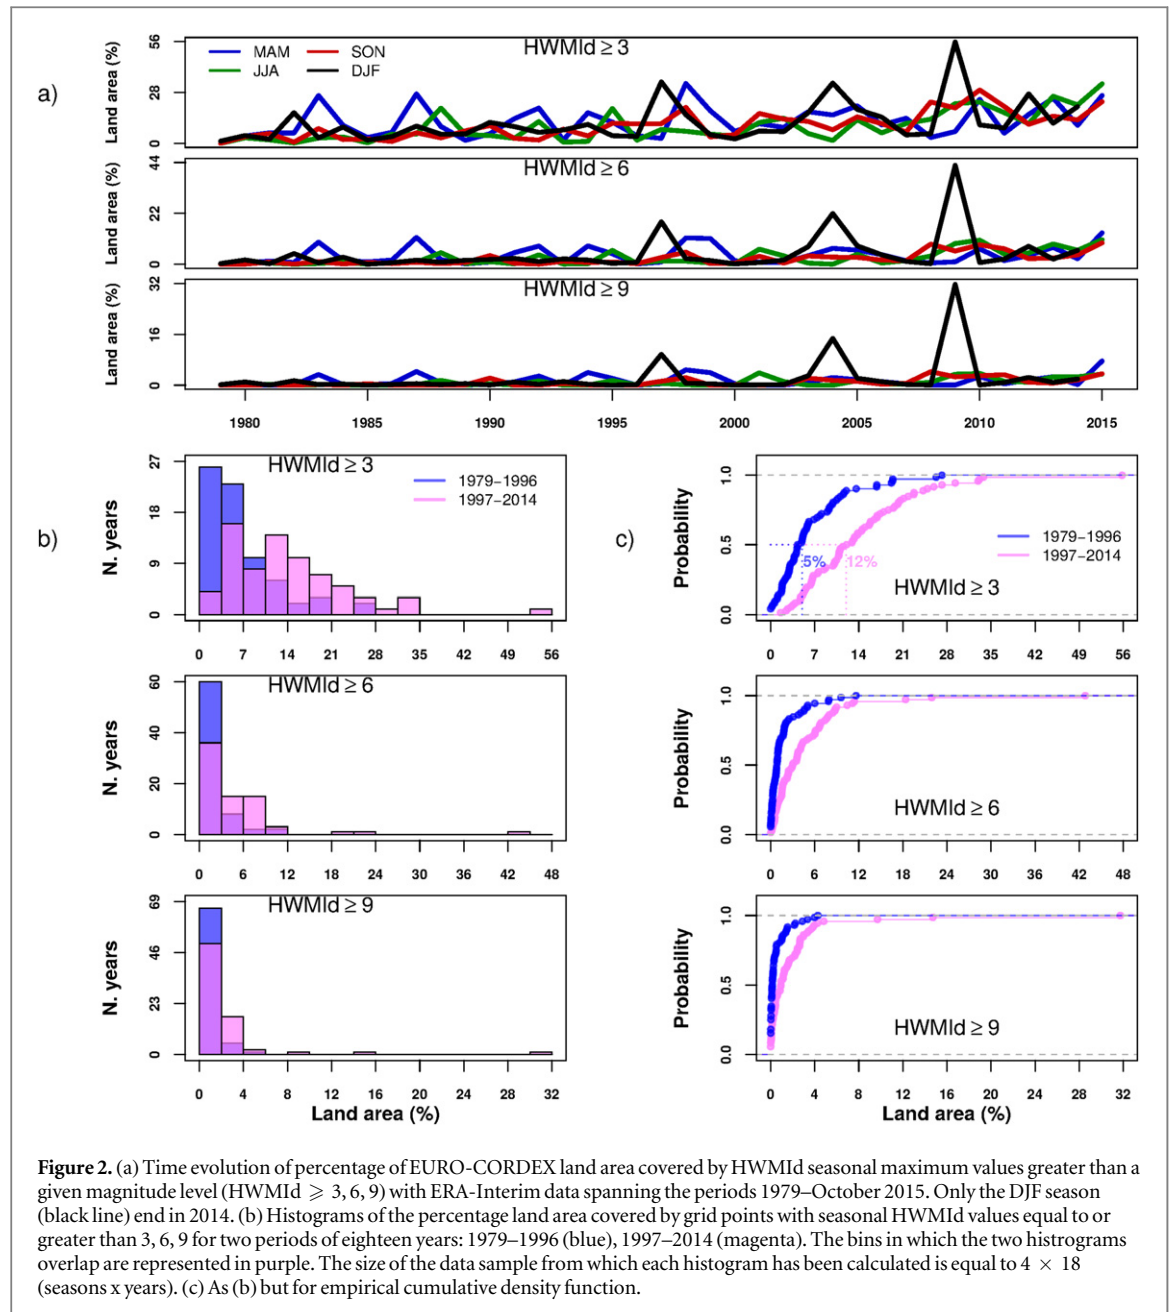 a)
HWMId ≥ 3
MAM SON
JJA DJF
Land area (%)
56
28
0
HWMId ≥ 6
Land area (%)
44
22
0
HWMId ≥ 9
Land area (%)
32
16
0
1980 1985 1990 1995 2000 2005 2010 2015
b)
HWMId ≥ 3
1979−1996
1997−2014
N. years
27
18
9
0
0 7 14 21 28 35 42 49 56
HWMId ≥ 6
N. years
60
40
20
0
0 6 12 18 24 30 36 42 48
HWMId ≥ 9
N. years
69
46
23
0
0 4 8 12 16 20 24 28 32
Land area (%)
c)
Probability
1.0
0.5
0.0
1979−1996
1997−2014
5% 12%
HWMId ≥ 3
0 7 14 21 28 35 42 49 56
Probability
1.0
0.5
0.0
HWMId ≥ 6
0 6 12 18 24 30 36 42 48
Probability
1.0
0.5
0.0
HWMId ≥ 9
0 4 8 12 16 20 24 28 32
Land area (%)
Figure 2. (a) Time evolution of percentage of EURO-CORDEX land area covered by HWMId seasonal maximum values greater than a
given magnitude level (HWMId ⩾ 3, 6, 9) with ERA-Interim data spanning the periods 1979–October 2015. Only the DJF season
(black line) end in 2014. (b) Histograms of the percentage land area covered by grid points with seasonal HWMId values equal to or
greater than 3, 6, 9 for two periods of eighteen years: 1979–1996 (blue), 1997–2014 (magenta). The bins in which the two histrograms
overlap are represented in purple. The size of the data sample from which each histogram has been calculated is equal to 4 × 18
(seasons x years). (c) As (b) but for empirical cumulative density function.